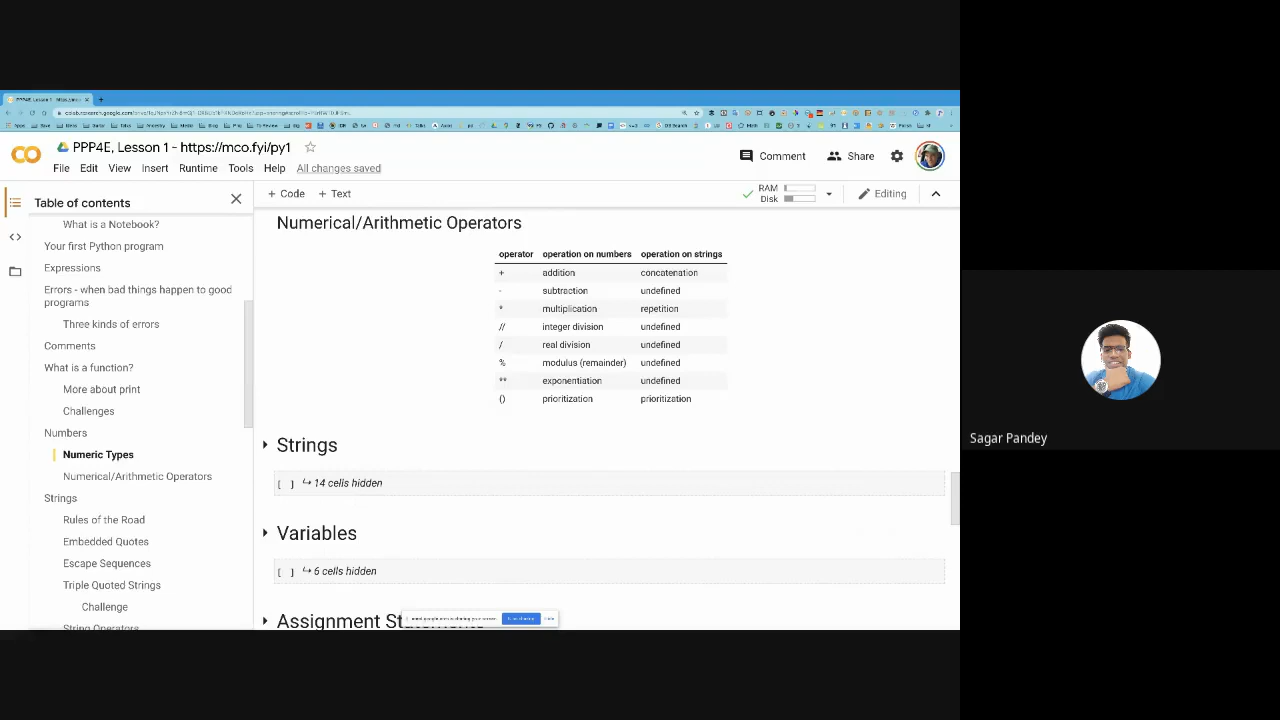 PPP4E, Lesson 1 - https://mco.fyi/py1
File Edit View Insert Runtime Tools Help All changes saved
Comment Share
+ Code + Text
RAM
Disk
Editing
Table of contents
What is a Notebook?
Your first Python program
Expressions
Errors - when bad things happen to good
programs
Three kinds of errors
Comments
What is a function?
More about print
Challenges
Numbers
Numeric Types
Numerical/Arithmetic Operators
Strings
Rules of the Road
Embedded Quotes
Escape Sequences
Triple Quoted Strings
Challenge
String Operators
Numerical/Arithmetic Operators
operator operation on numbers operation on strings
+ addition concatenation
- subtraction undefined
* multiplication repetition
// integer division undefined
/ real division undefined
% modulus (remainder) undefined
** exponentiation undefined
() prioritization prioritization
Strings
[ ] ↳ 14 cells hidden
Variables
[ ] ↳ 6 cells hidden
Assignment Statements
Sagar Pandey